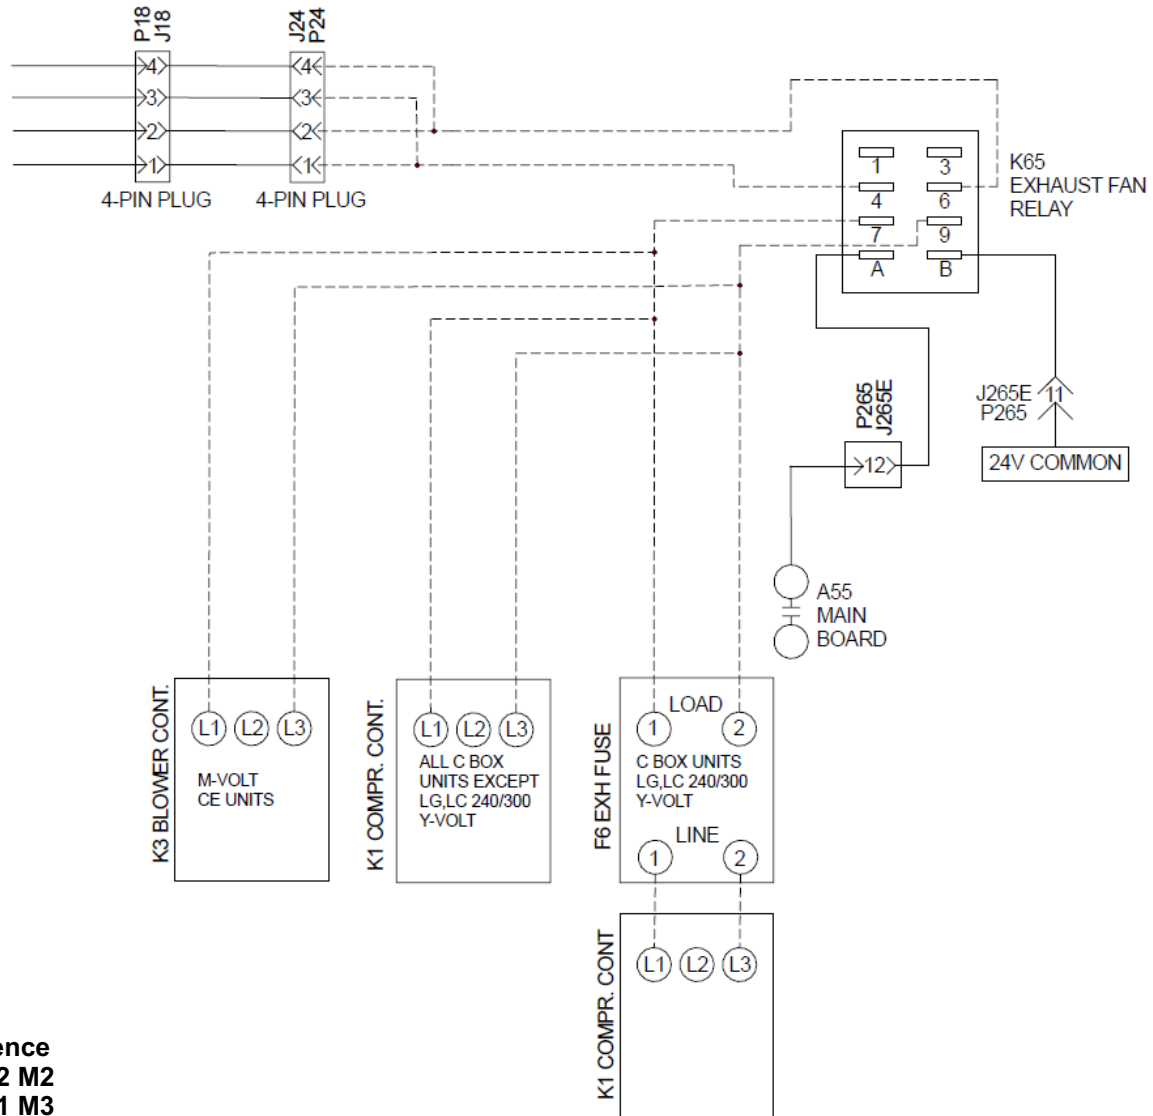 P18
J18
J24
P24
4
3
2
1
4
3
2
1
4-PIN PLUG
4-PIN PLUG
1
3
4
6
7
9
A
B
K65
EXHAUST FAN
RELAY
P265
J265E
12
J265E
P265
11
24V COMMON
A55
MAIN
BOARD
K3 BLOWER CONT.
L1
L2
L3
M-VOLT
CE UNITS
K1 COMPR. CONT.
L1
L2
L3
ALL C BOX
UNITS EXCEPT
LG,LC 240/300
Y-VOLT
F6 EXH FUSE
LOAD
1
2
C BOX UNITS
LG,LC 240/300
Y-VOLT
LINE
1
2
K1 COMPR. CONT
L1
L2
L3
ence
2 M2
1 M3